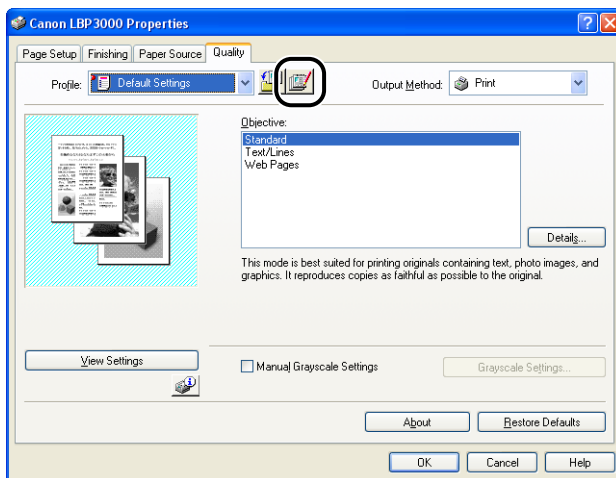 Canon LBP3000 Properties
Page Setup Finishing Paper Source Quality
Profile: Default Settings Output Method: Print
Objective:
Standard
Text/Lines
Web Pages
Details...
This mode is best suited for printing originals containing text, photo images, and
graphics. It reproduces copies as faithful as possible to the original.
View Settings
Manual Grayscale Settings Grayscale Settings...
About Restore Defaults
OK Cancel Help